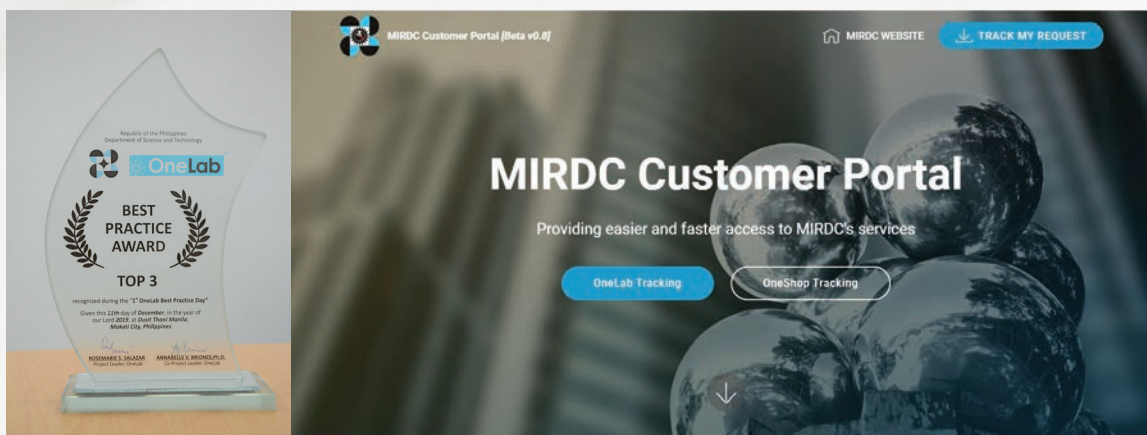 Republic of the Philippines
Department of Science and Technology
OneLab
BEST
PRACTICE
AWARD
TOP 3
recognized during the "1st OneLab Best Practice Day"
Given this 11th day of December, in the year of
our Lord 2019, at Dusit Thani Manila,
Makati City, Philippines
ROSEMARIE S. SALAZAR
Project Leader, OneLab
ANNABELLE V. BRIONES,Ph.D.
Co-Project Leader, OneLab
MIRDC Customer Portal [Beta v0.8]
MIRDC WEBSITE
TRACK MY REQUEST
MIRDC Customer Portal
Providing easier and faster access to MIRDC's services
OneLab Tracking
OneShop Tracking